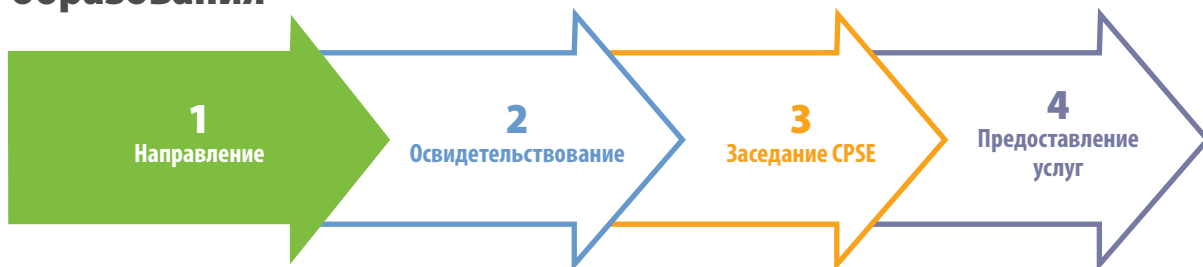 образования
1
Направление
2
Освидетельствование
3
Заседание CPSE
4
Предоставление
услуг